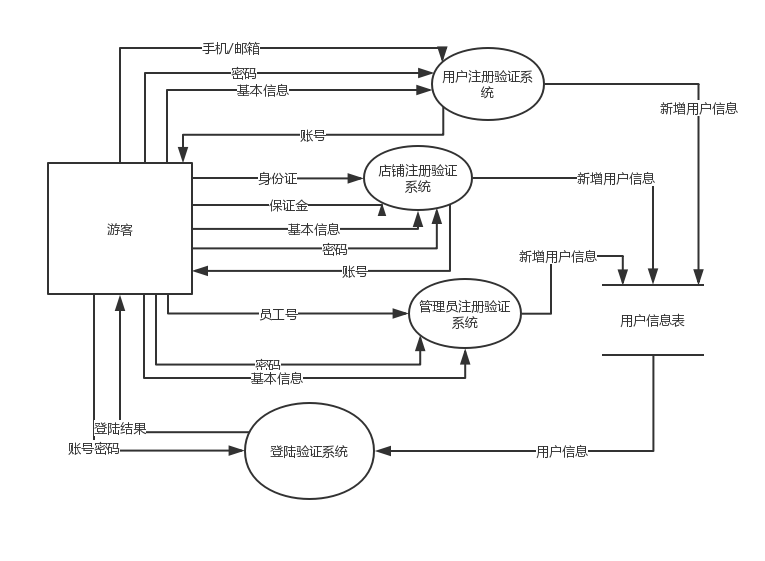 手机/邮箱
密码
用户注册验证系
统
基本信息
新增用户信息
账号
店铺注册验证
系统
身份证
新增用户信息
保证金
游客
基本信息
密码
新增用户信息
账号
管理员注册验证
系统
员工号
用户信息表
密码
基本信息
登陆结果
账号密码
登陆验证系统
用户信息